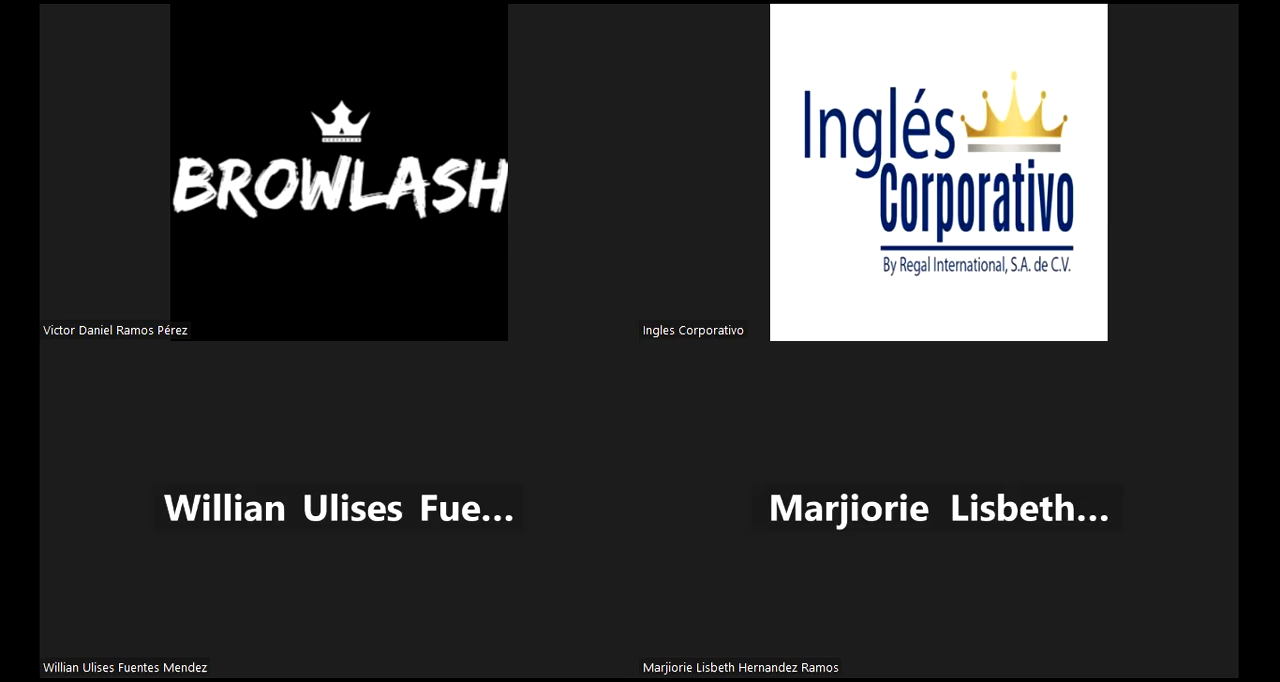 BROWLASH
Victor Daniel Ramos Pérez
Inglés
Corporativo
By Regal International, S.A. de C.V.
Ingles Corporativo
Willian Ulises Fue...
Willian Ulises Fuentes Mendez
Marjiorie Lisbeth...
Marjiorie Lisbeth Hernandez Ramos